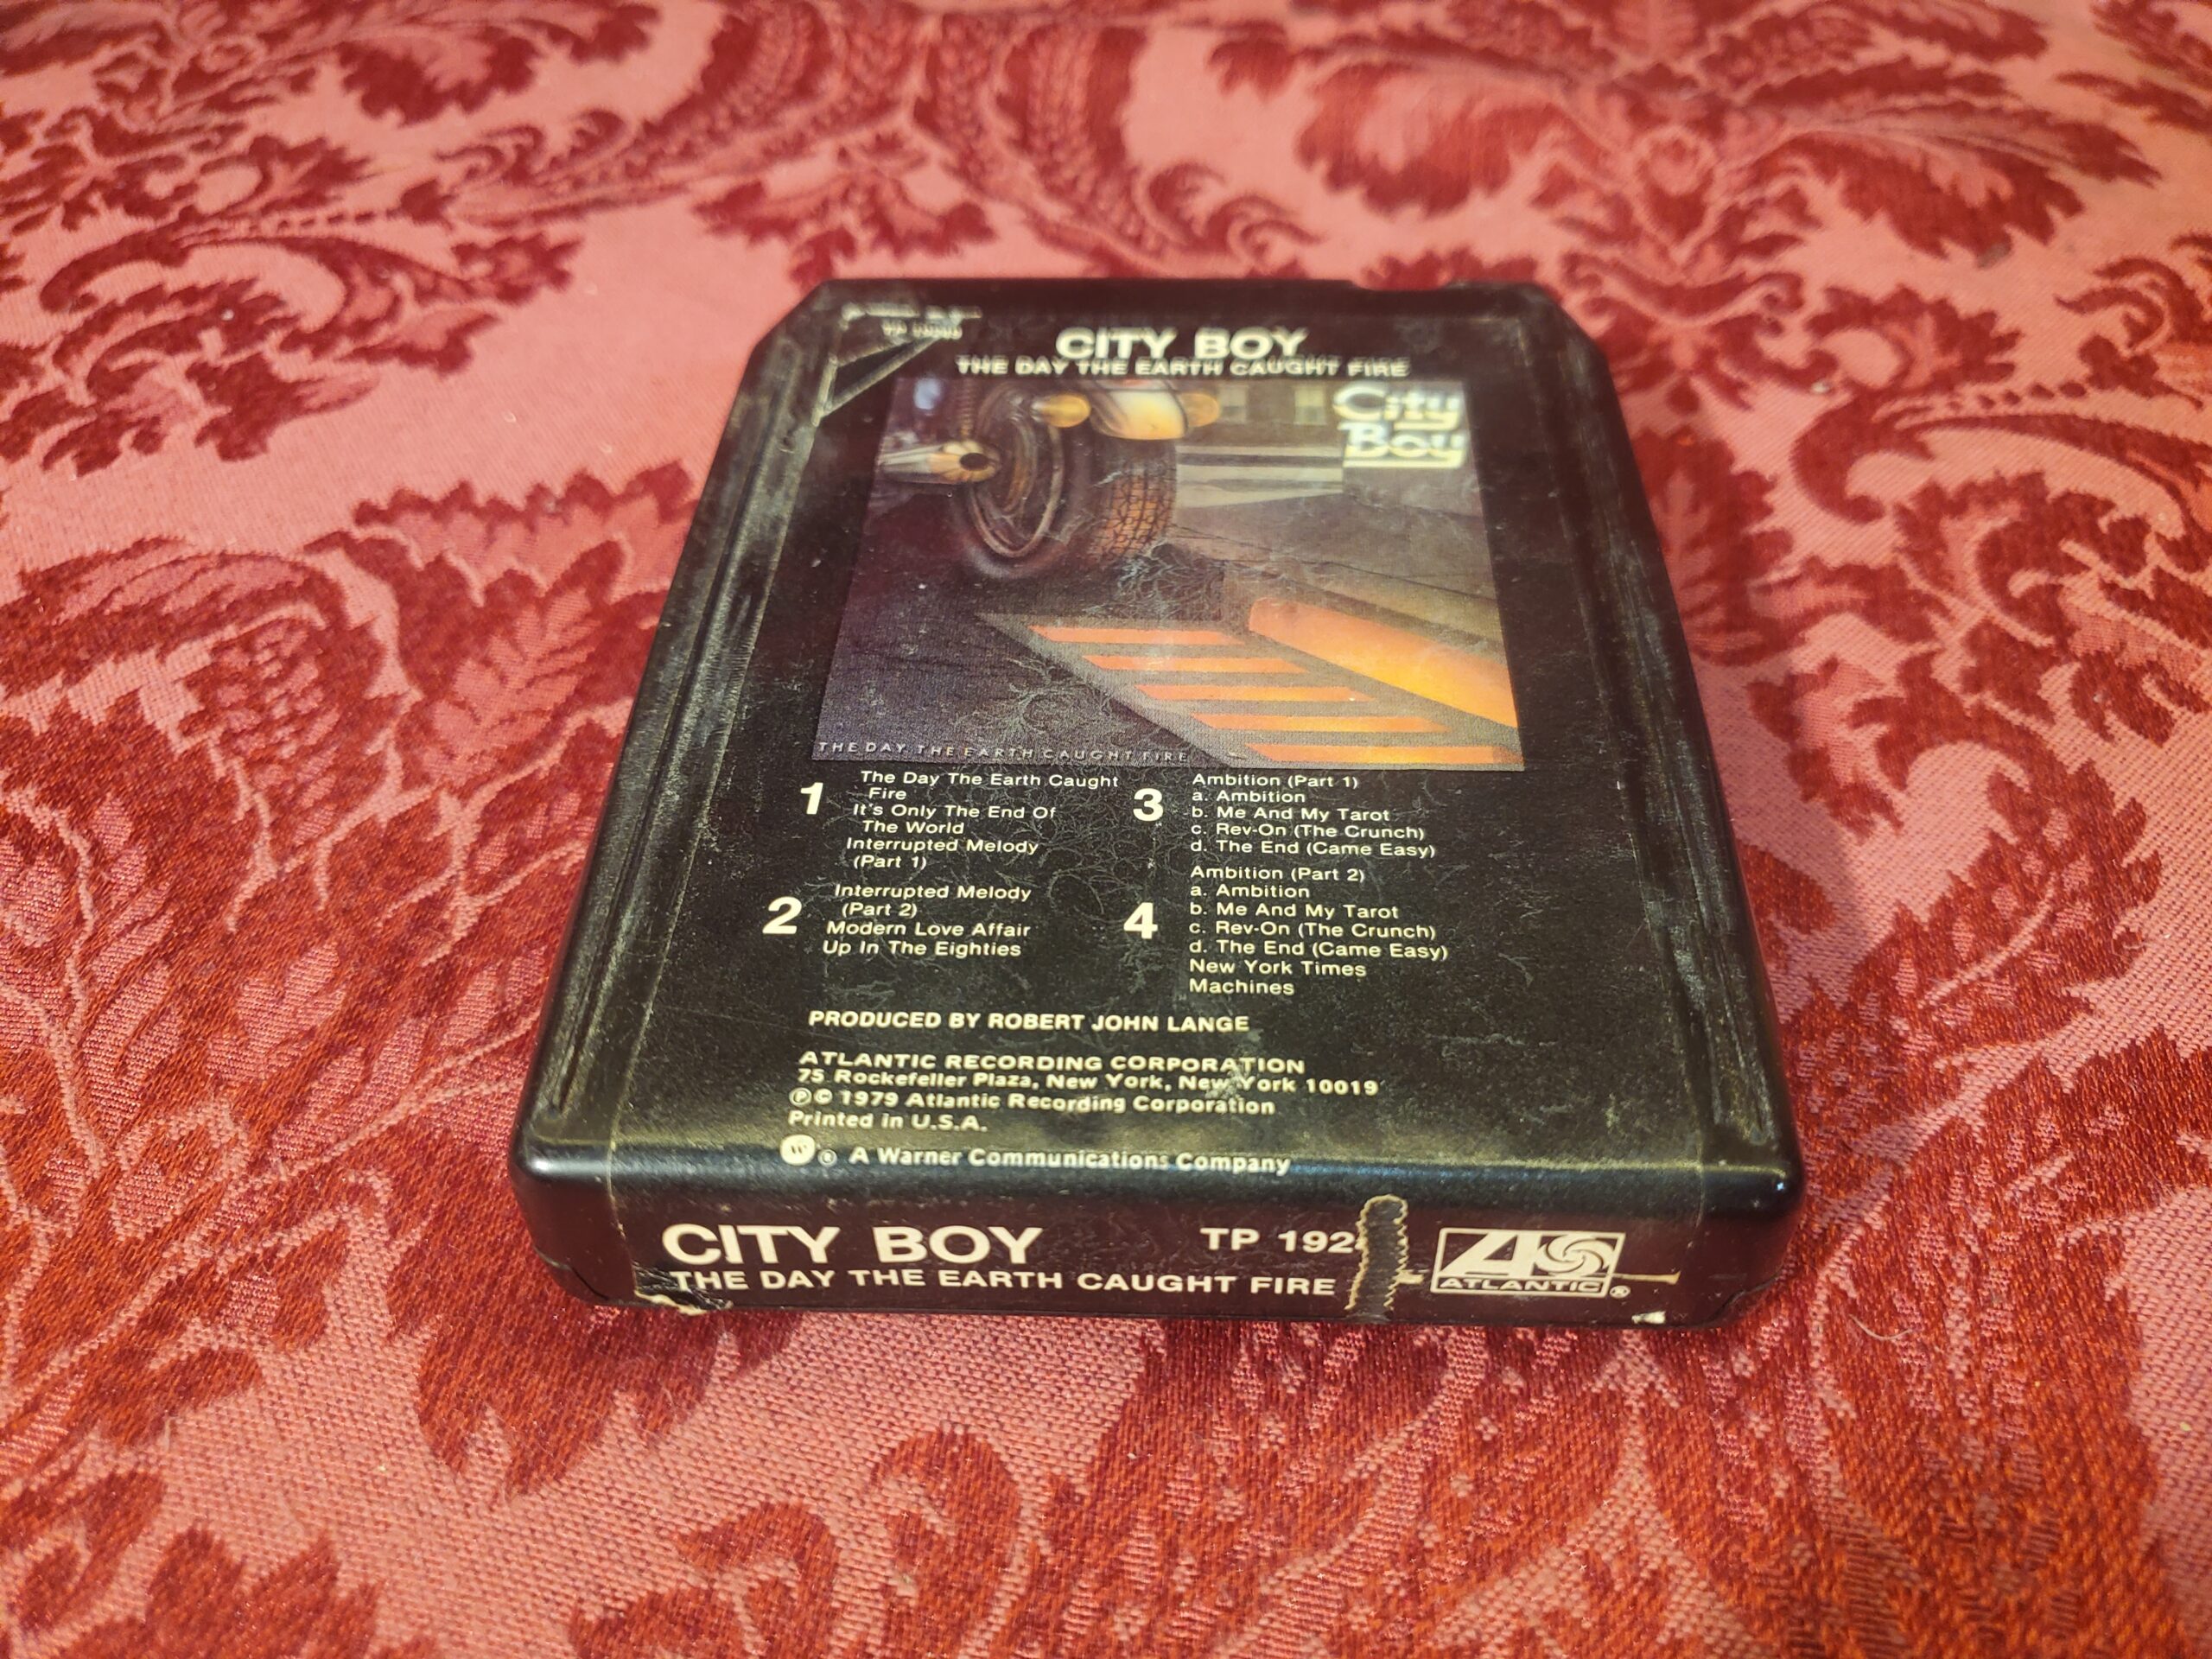 CITY BOY
THE DAY THE EARTH CAUGHT FIRE
City
Boy
THE DAY THE EARTH CAUGHT FIRE
1
The Day The Earth Caught
Fire
It's Only The End Of
The World
Interrupted Melody
(Part 1)
2
Interrupted Melody
(Part 2)
Modern Love Affair
Up In The Eighties
3
Ambition (Part 1)
a. Ambition
b. Me And My Tarot
c. Rev-On (The Crunch)
d. The End (Came Easy)
4
Ambition (Part 2)
a. Ambition
b. Me And My Tarot
c. Rev-On (The Crunch)
d. The End (Came Easy)
New York Times
Machines
PRODUCED BY ROBERT JOHN LANGE
ATLANTIC RECORDING CORPORATION
75 Rockefeller Plaza, New York, New York 10019
℗© 1979 Atlantic Recording Corporation
Printed in U.S.A.
® A Warner Communications Company
CITY BOY
TP
THE DAY THE EARTH CAUGHT FIRE
ATLANTIC®